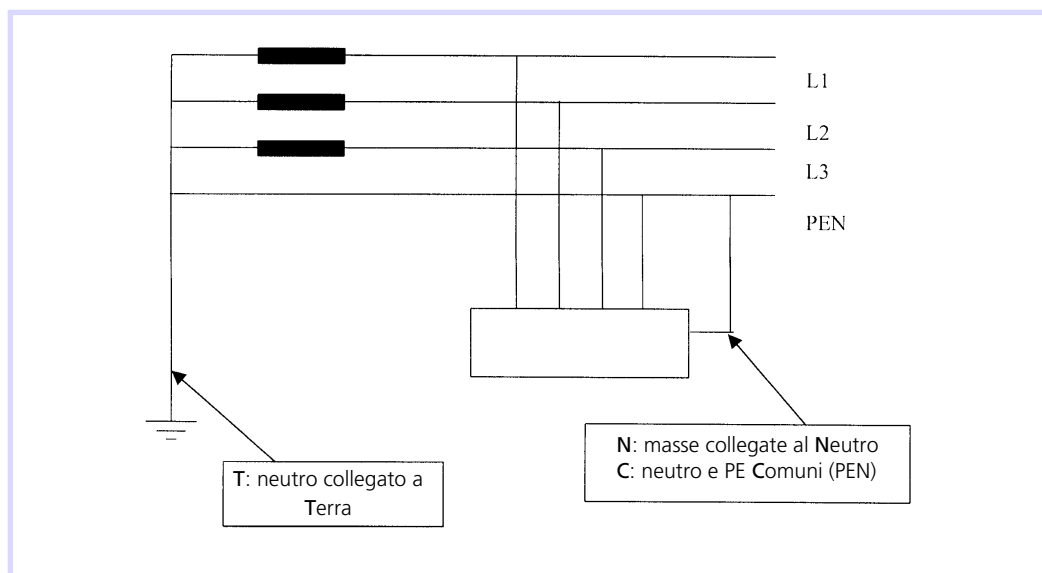 L1
L2
L3
PEN
N: masse collegate al Neutro
C: neutro e PE Comuni (PEN)
T: neutro collegato a
Terra